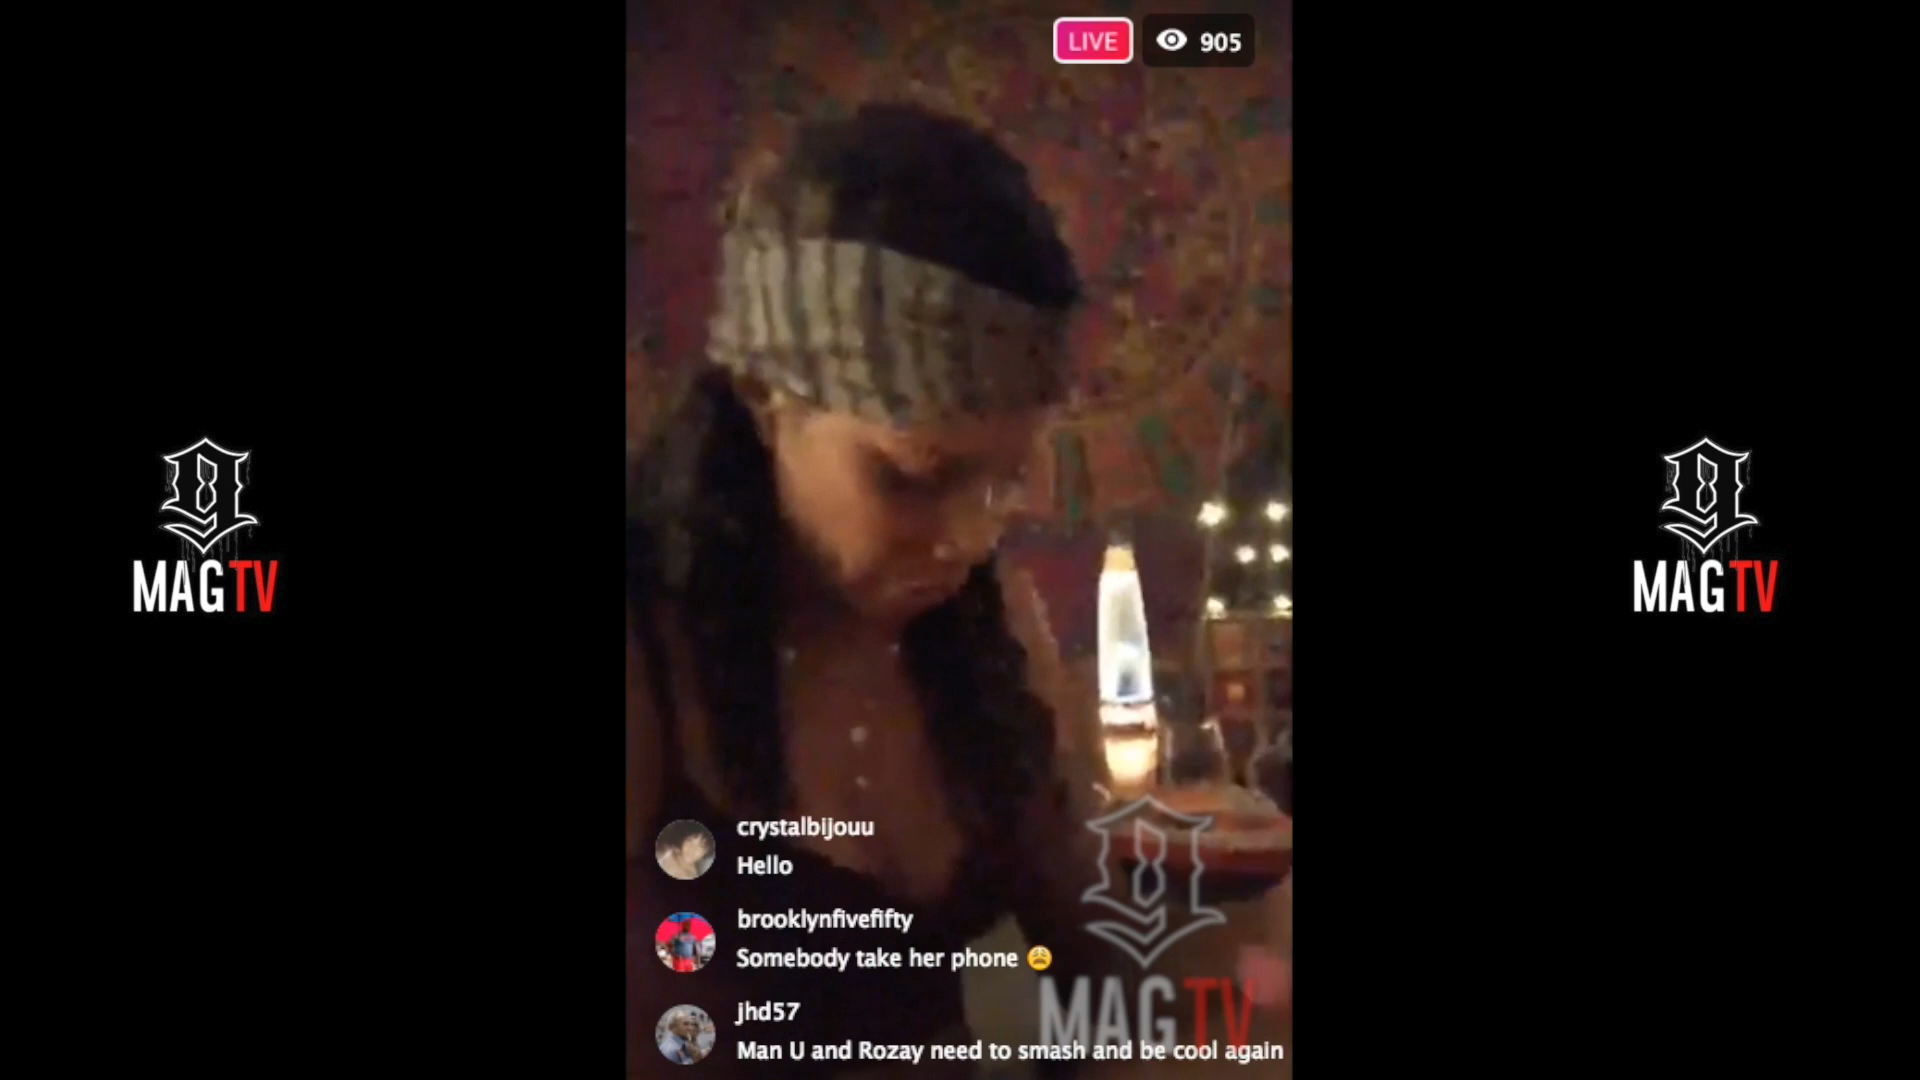 LIVE
905
MAGTV
MAGTV
crystalbijouu
Hello
brooklynfivefifty
Somebody take her phone 😩
jhd57
Man U and Rozay need to smash and be cool again
MAGTV